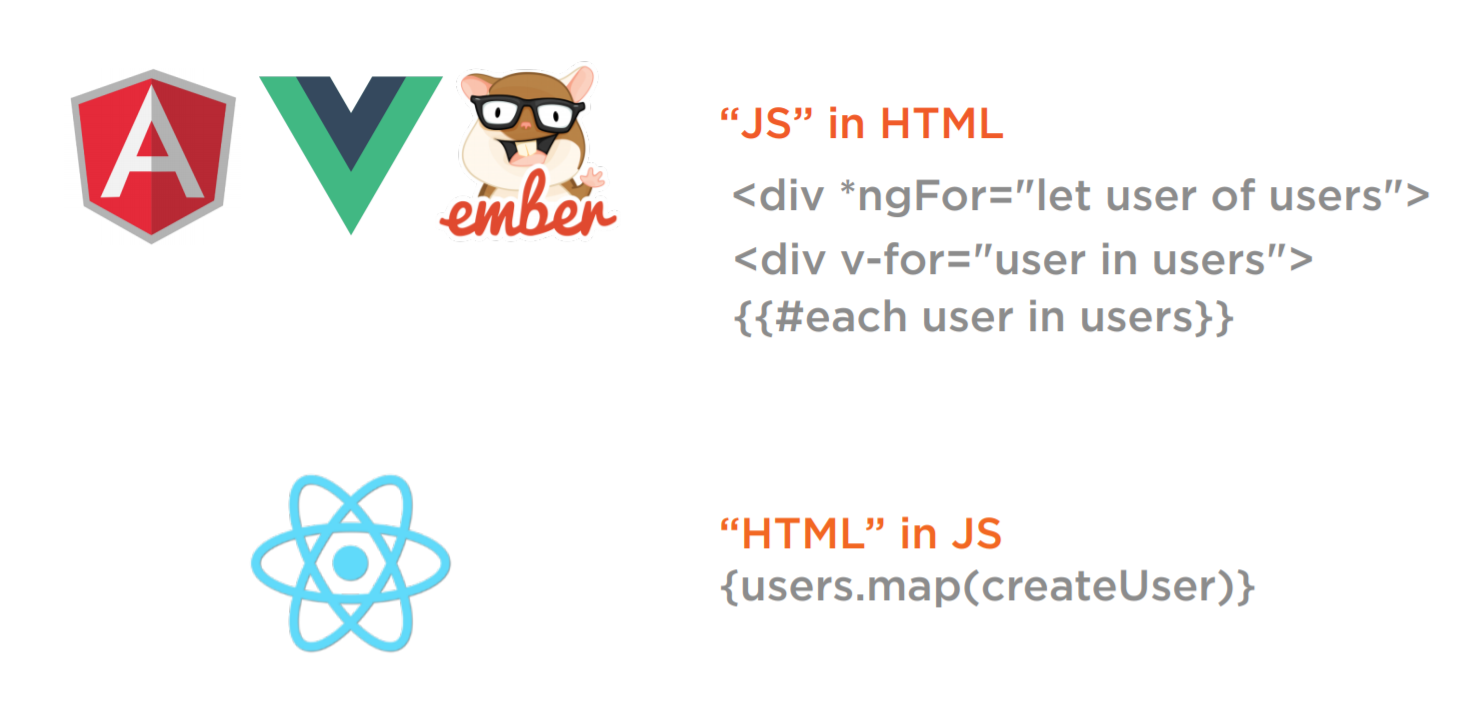 A
ember
“JS” in HTML
<div *ngFor="let user of users">
<div v-for="user in users">
{{#each user in users}}
“HTML” in JS
{users.map(createUser)}